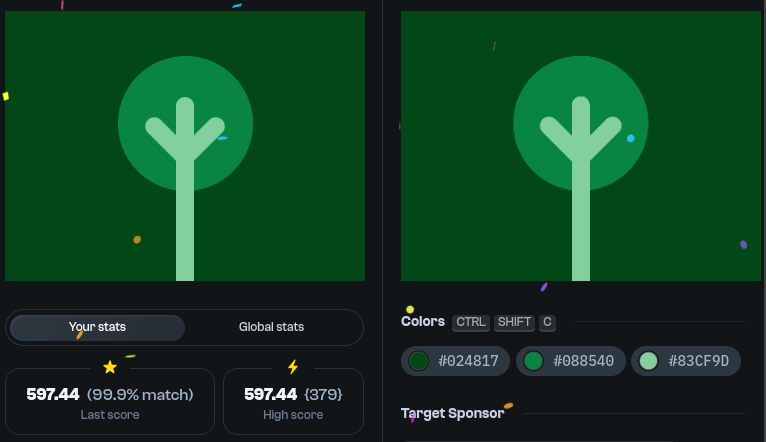 Your stats
Global stats
597.44 (99.9% match)
Last score
597.44 {379}
High score
Colors CTRL SHIFT C
#024817
#088540
#83CF9D
Target Sponsor